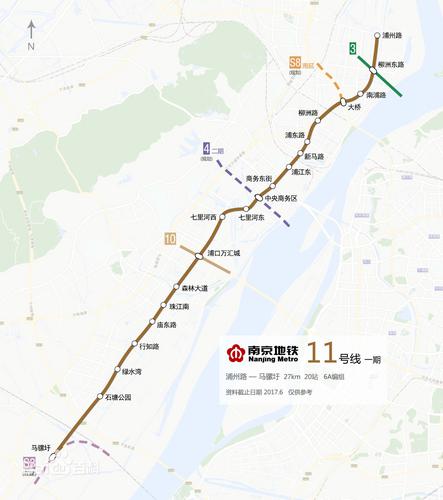 N
浦州路
3
柳洲东路
S8 南延
(规划)
南浦路
大桥
柳洲路
浦东路
4 二期
(规划)
新马路
浦江东
商务东街
中央商务区
七里河西
七里河东
10
浦口万汇城
森林大道
珠江南
庙东路
行知路
绿水湾
石塘公园
马骡圩
南京地铁
Nanjing Metro
11号线 一期
浦州路 — 马骡圩 27km 20站 6A编组
资料截止日期 2017.6 仅供参考
百科